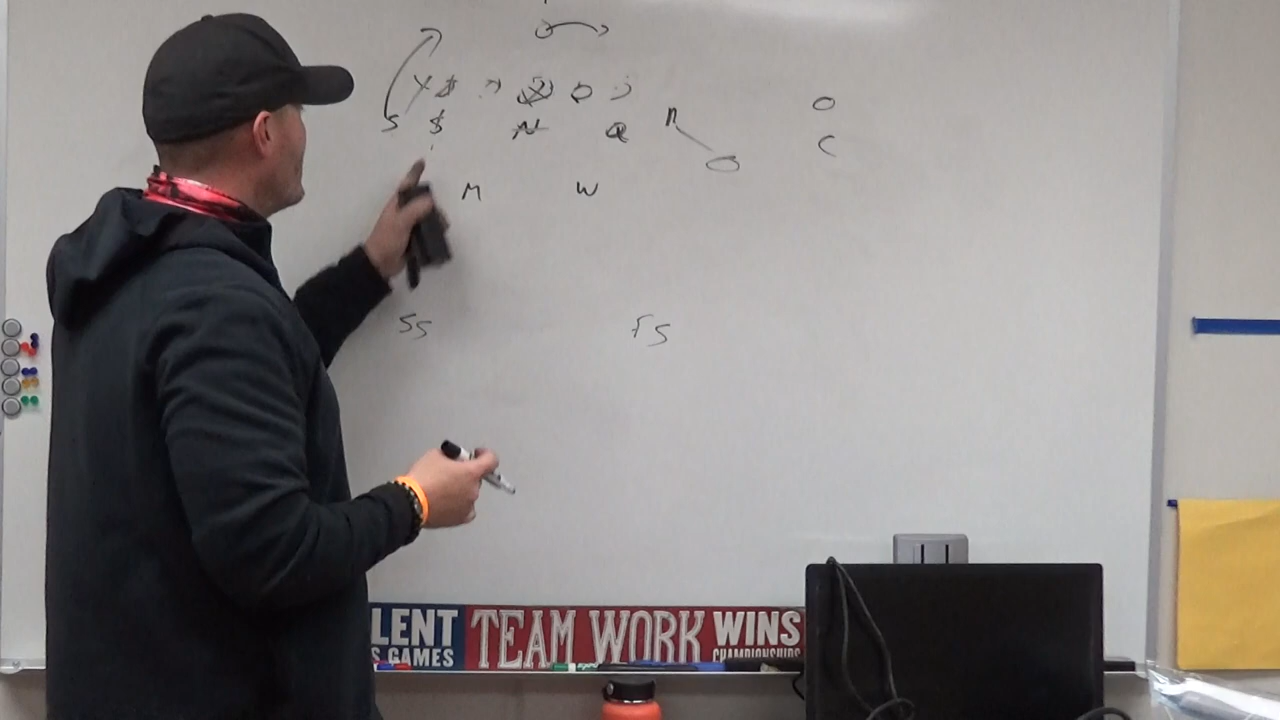 Y $ O O
O
S $ N Q R
C
M W
SS FS
LENT TEAM WORK WINS
S GAMES CHAMPIONSHIPS